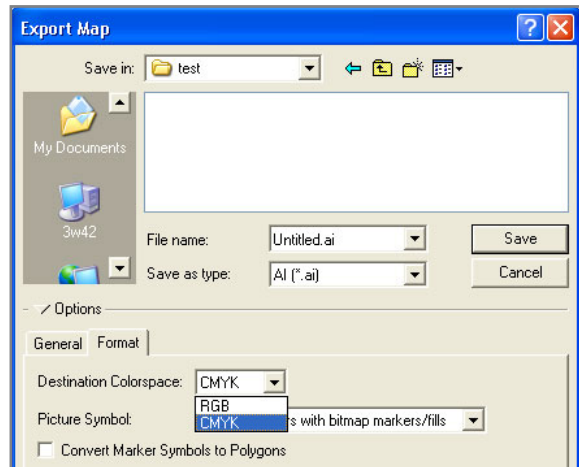 Export Map
Save in: test
My Documents
3w42
File name: Untitled.ai Save
Save as type: AI (*.ai) Cancel
Options
General Format
Destination Colorspace: CMYK
RGB
Picture Symbol: CMYK with bitmap markers/fills
Convert Marker Symbols to Polygons